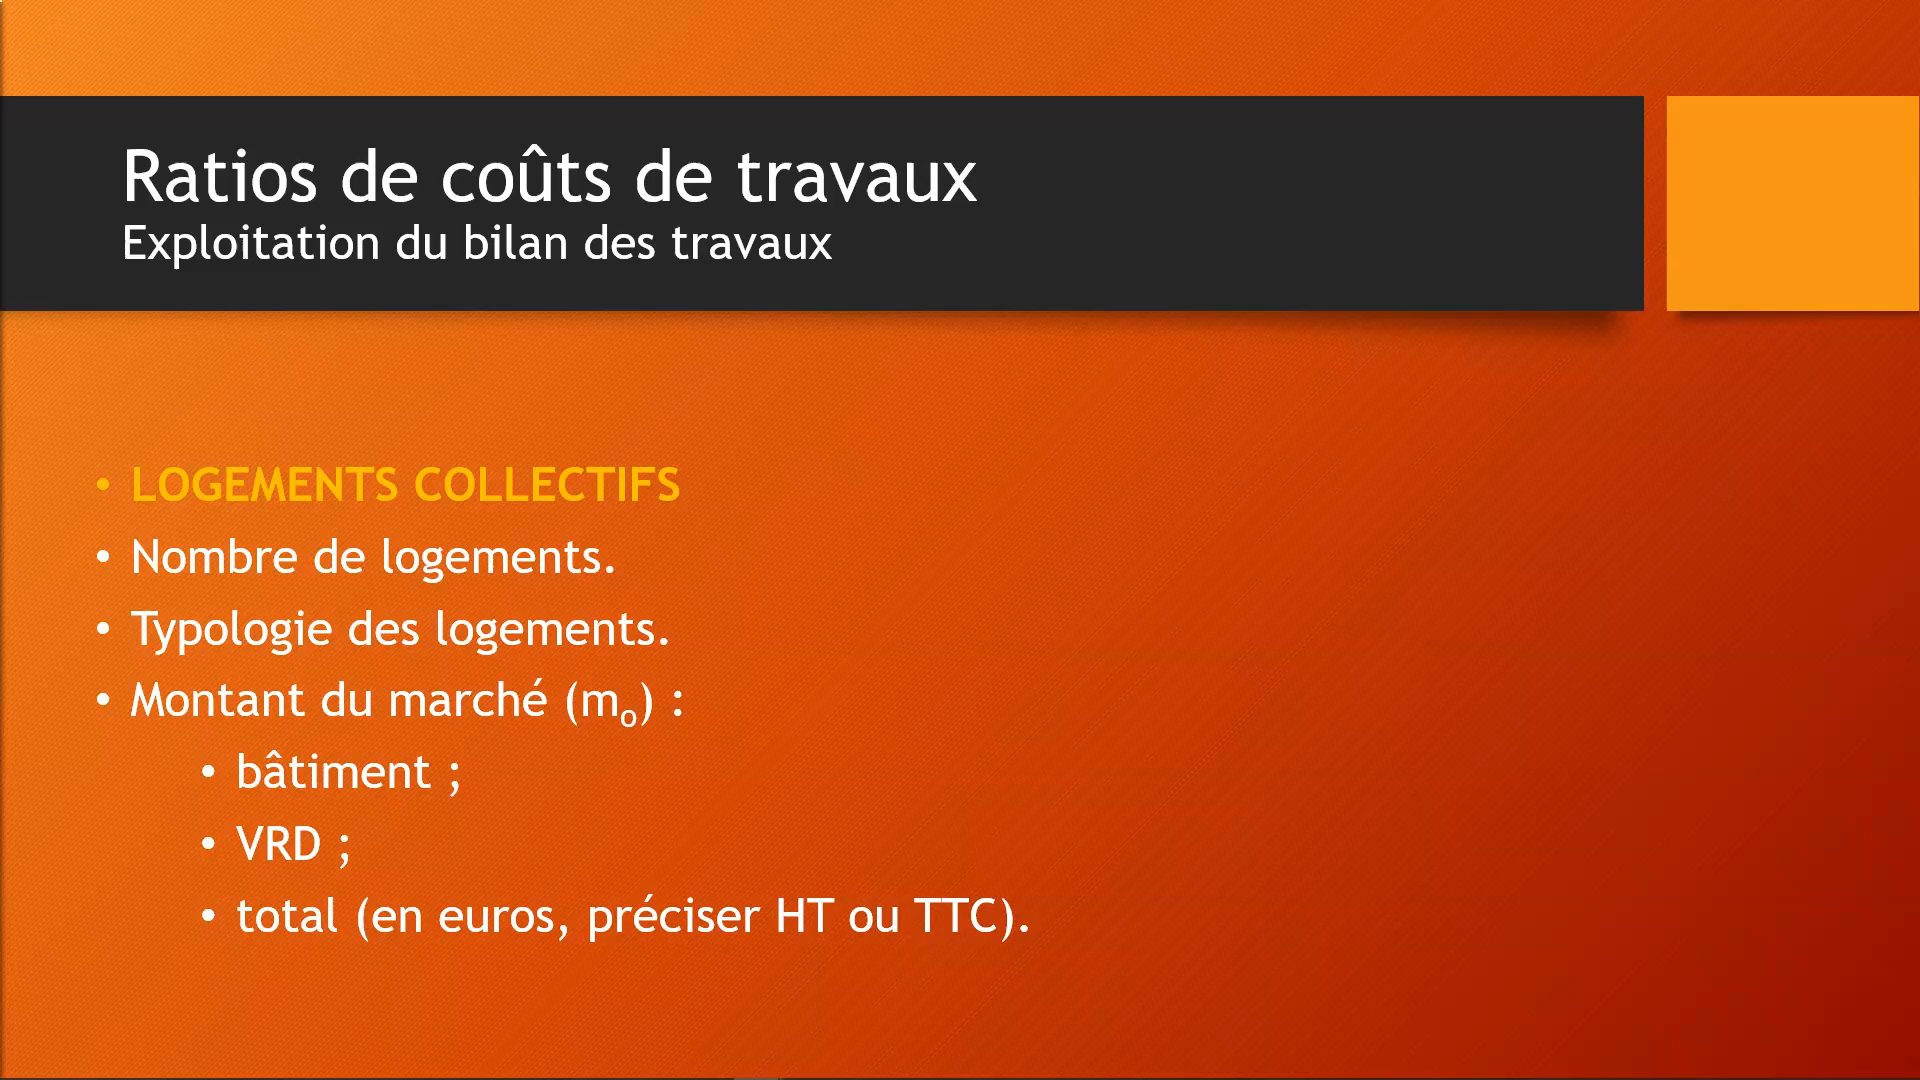 Ratios de coûts de travaux
Exploitation du bilan des travaux
• LOGEMENTS COLLECTIFS
• Nombre de logements.
• Typologie des logements.
• Montant du marché (mₒ) :
• bâtiment ;
• VRD ;
• total (en euros, préciser HT ou TTC).